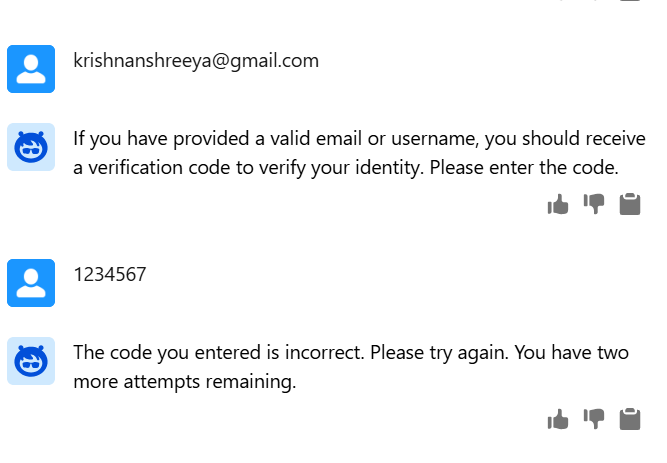 krishnanshreeya@gmail.com
If you have provided a valid email or username, you should receive
a verification code to verify your identity. Please enter the code.
1234567
The code you entered is incorrect. Please try again. You have two
more attempts remaining.